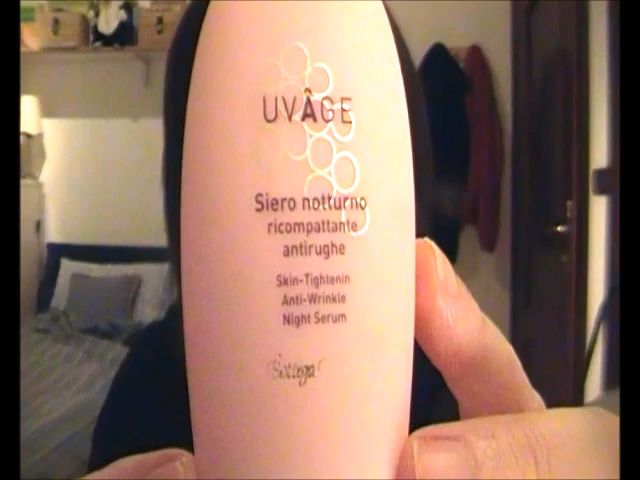 UVÂGE
Siero notturno
ricompattante
antirughe
Skin-Tightenin
Anti-Wrinkle
Night Serum
Bottega